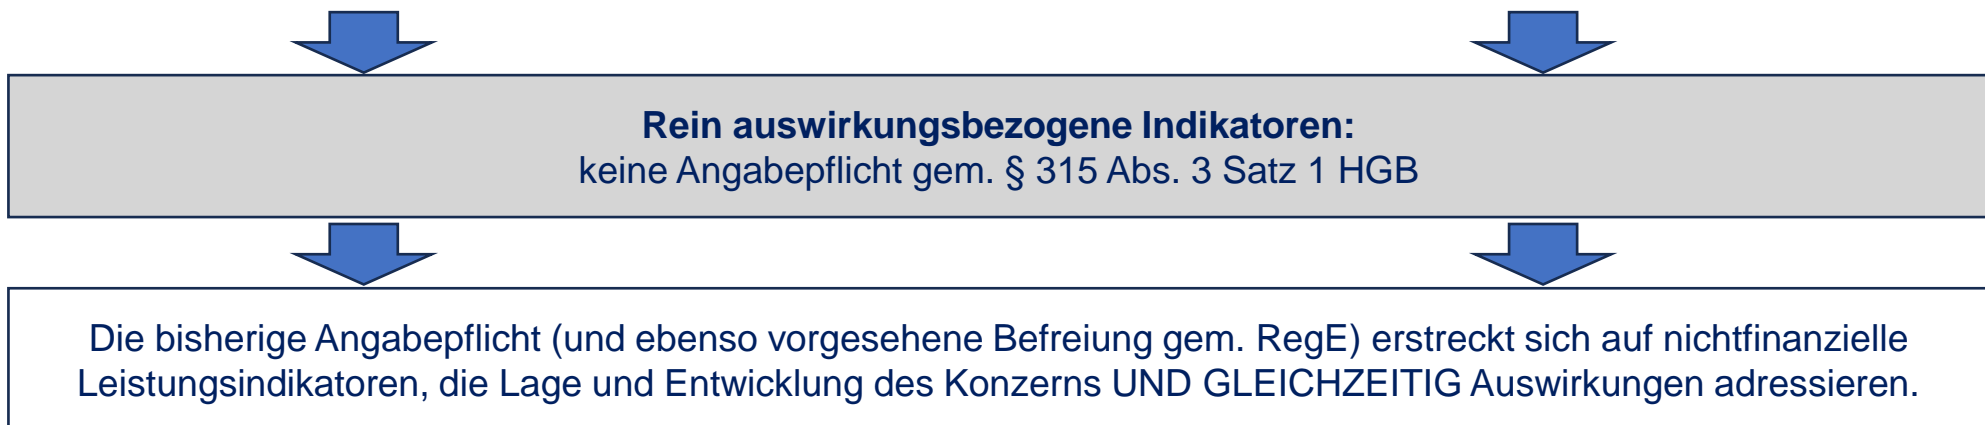 Rein auswirkungsbezogene Indikatoren:
keine Angabepflicht gem. § 315 Abs. 3 Satz 1 HGB
Die bisherige Angabepflicht (und ebenso vorgesehene Befreiung gem. RegE) erstreckt sich auf nichtfinanzielle
Leistungsindikatoren, die Lage und Entwicklung des Konzerns UND GLEICHZEITIG Auswirkungen adressieren.